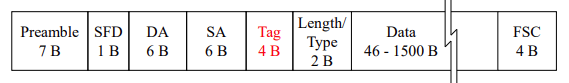 Preamble
7 B
SFD
1 B
DA
6 B
SA
6 B
Tag
4 B
Length/
Type
2 B
Data
46 - 1500 B
FSC
4 B